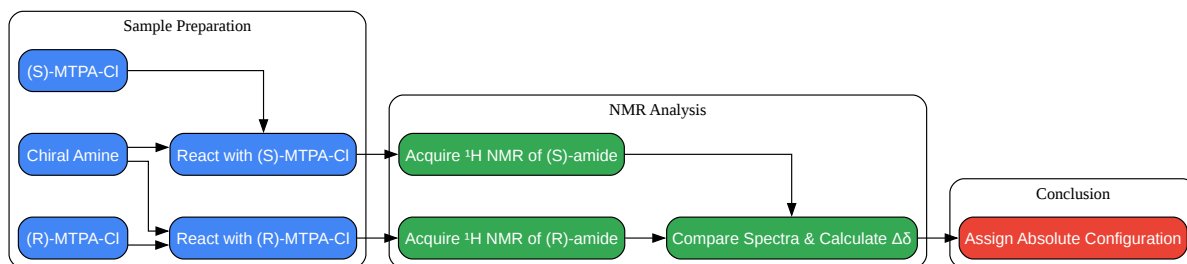 Sample Preparation
(S)-MTPA-Cl
Chiral Amine
React with (S)-MTPA-Cl
(R)-MTPA-Cl
React with (R)-MTPA-Cl
NMR Analysis
Acquire ¹H NMR of (S)-amide
Acquire ¹H NMR of (R)-amide
Compare Spectra & Calculate Δδ
Conclusion
Assign Absolute Configuration